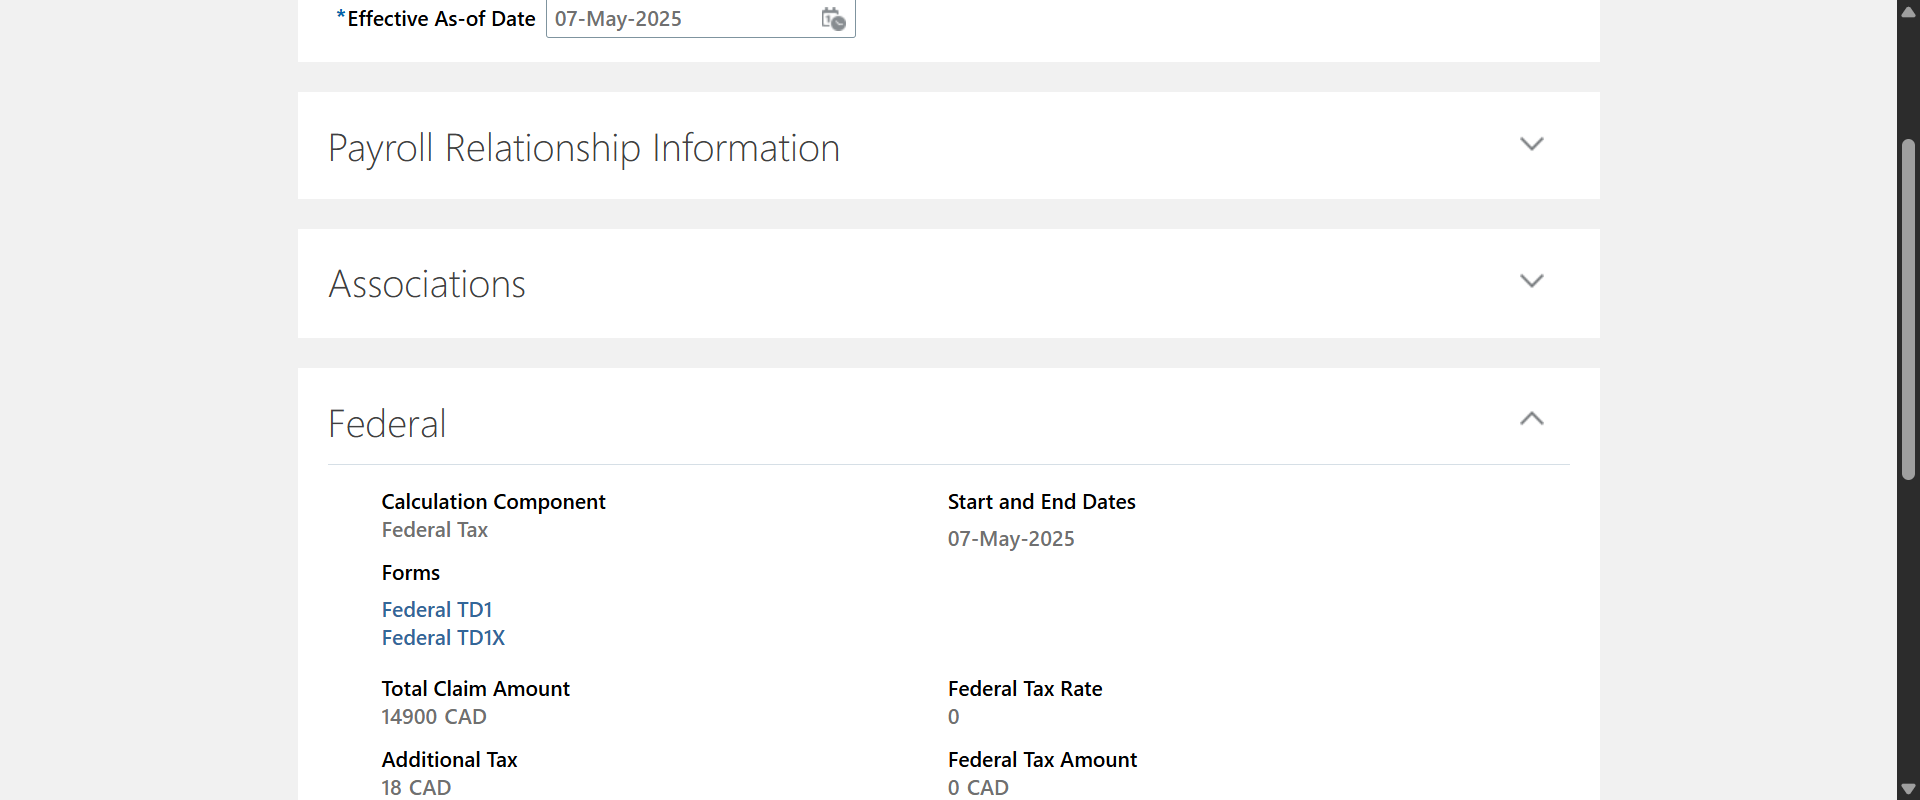 *Effective As-of Date 07-May-2025
Payroll Relationship Information
Associations
Federal
Calculation Component
Federal Tax
Start and End Dates
07-May-2025
Forms
Federal TD1
Federal TD1X
Total Claim Amount
14900 CAD
Federal Tax Rate
0
Additional Tax
18 CAD
Federal Tax Amount
0 CAD